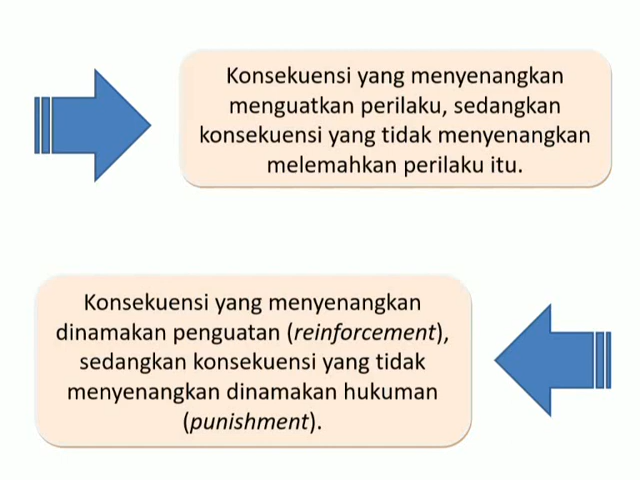 Konsekuensi yang menyenangkan
menguatkan perilaku, sedangkan
konsekuensi yang tidak menyenangkan
melemahkan perilaku itu.
Konsekuensi yang menyenangkan
dinamakan penguatan (reinforcement),
sedangkan konsekuensi yang tidak
menyenangkan dinamakan hukuman
(punishment).